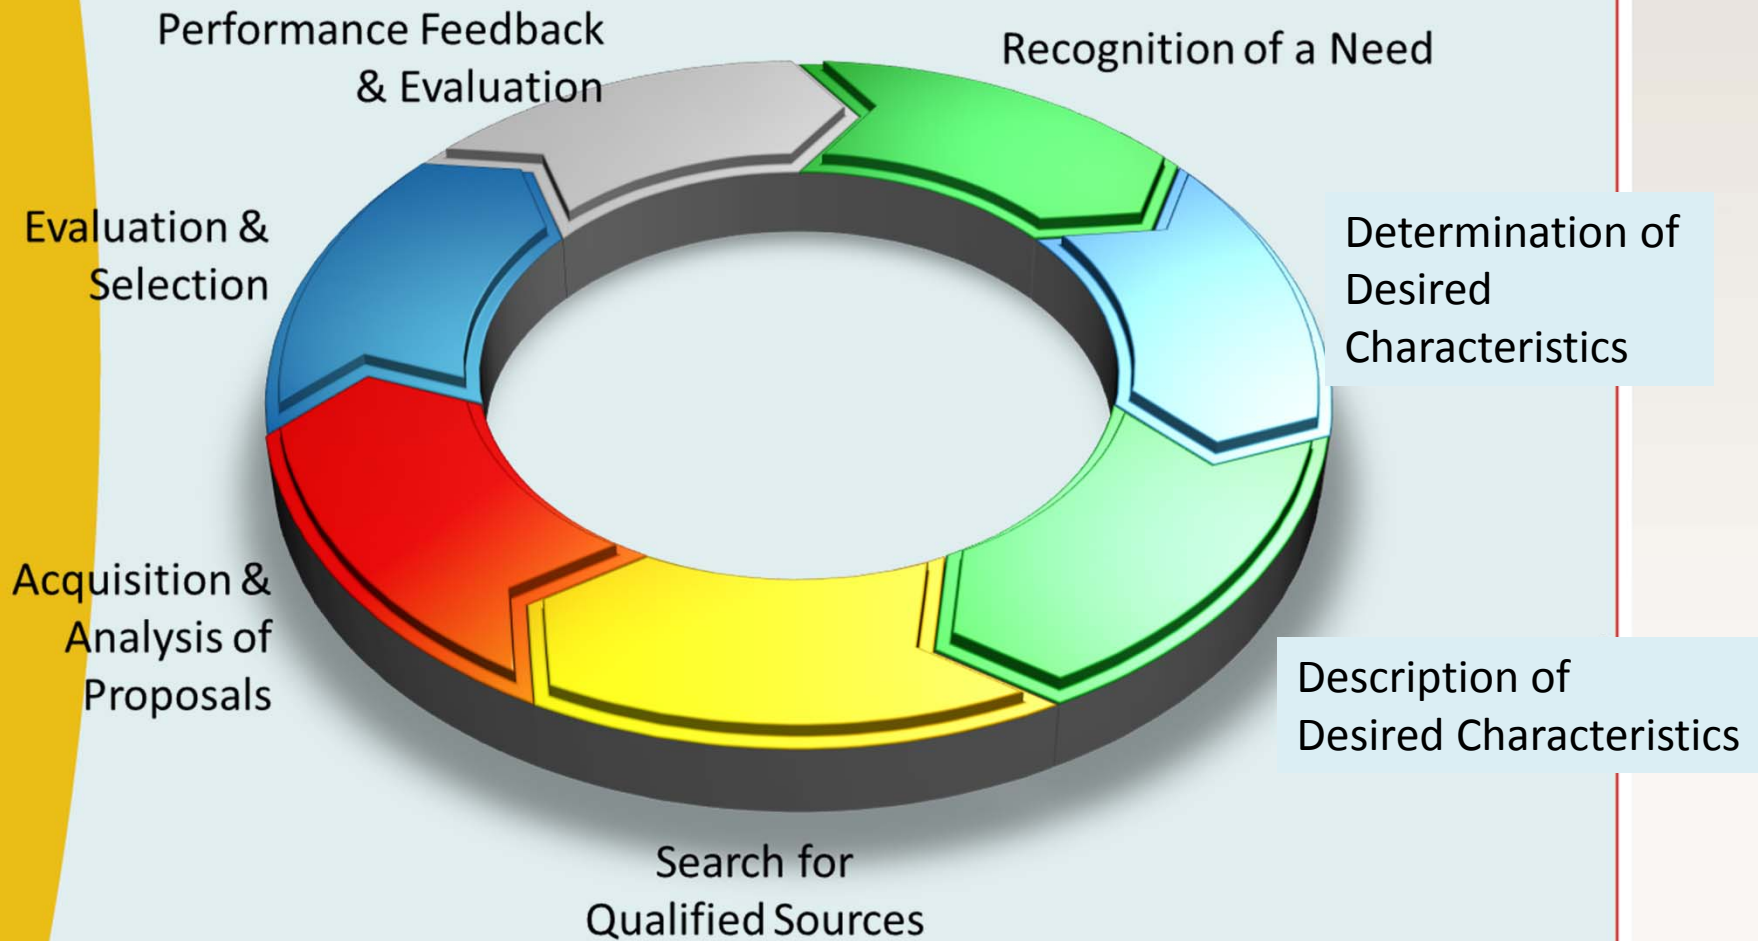 Performance Feedback
& Evaluation
Recognition of a Need
Determination of
Desired
Characteristics
Description of
Desired Characteristics
Search for
Qualified Sources
Acquisition &
Analysis of
Proposals
Evaluation &
Selection